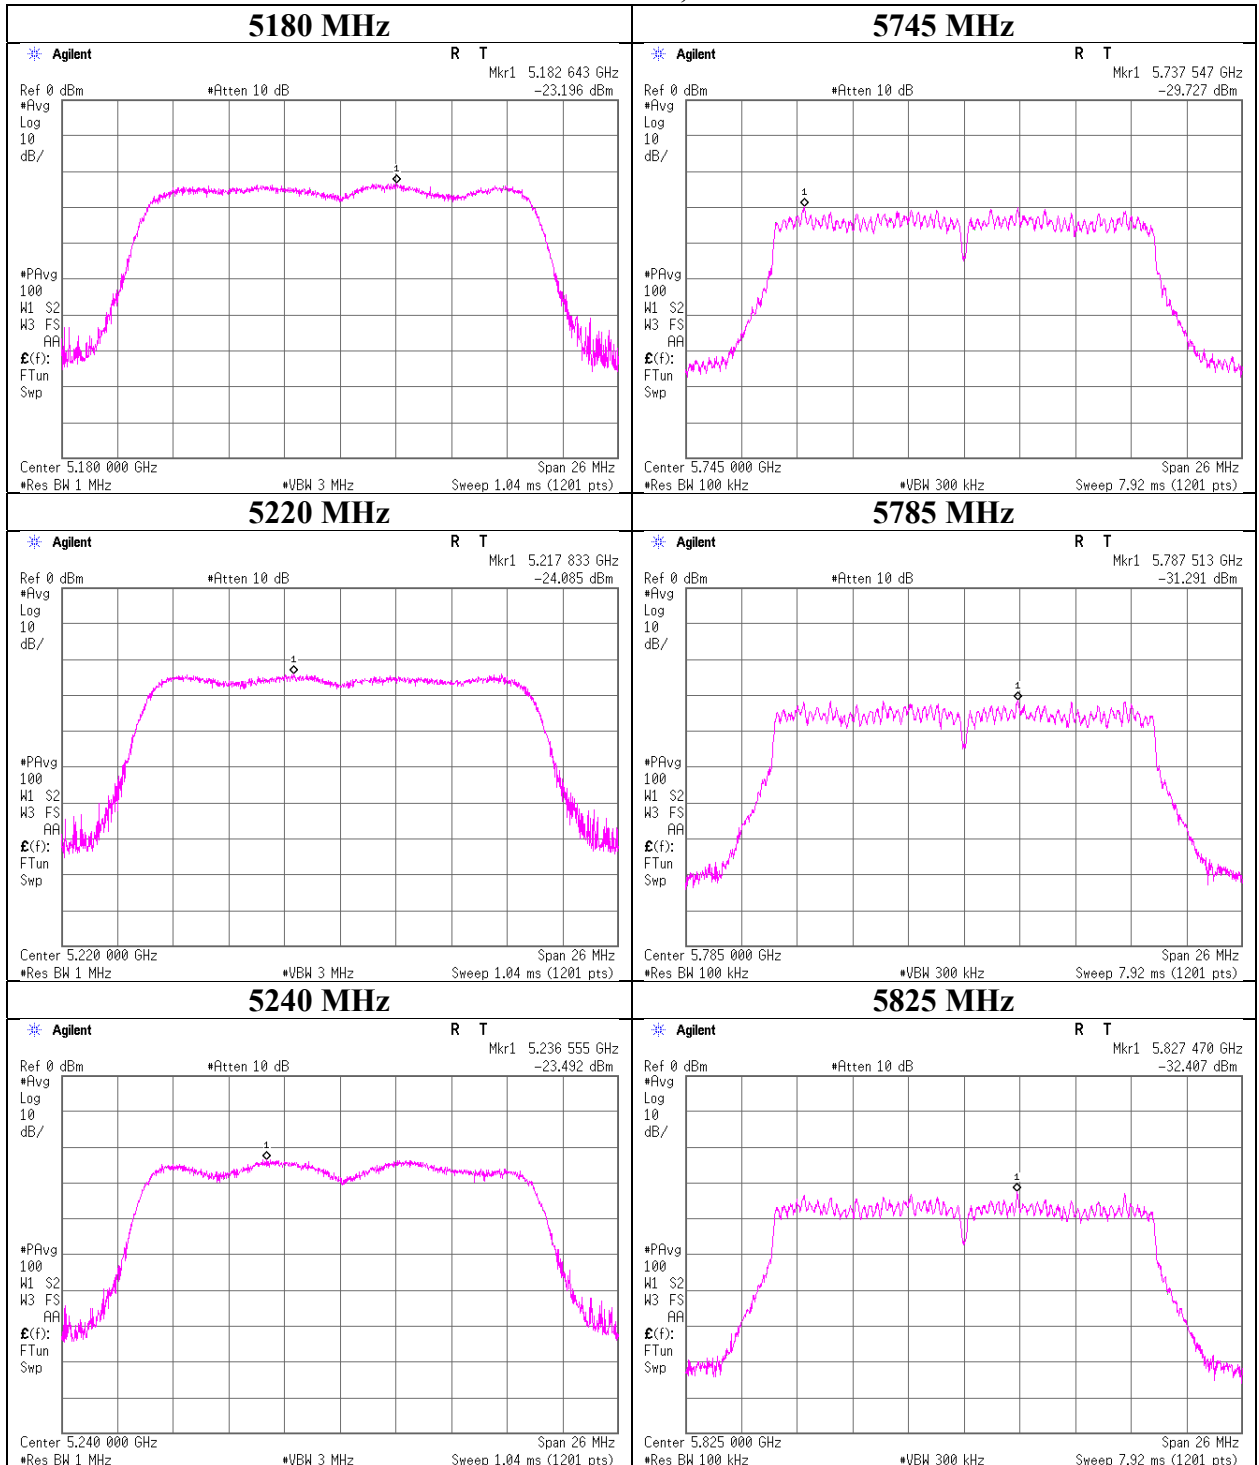 5180 MHz
Agilent
R T
Mkr1 5.182 643 GHz
Ref 0 dBm #Atten 10 dB -23.196 dBm
#Avg
Log
10
dB/
1
#PAvg
100
W1 S2
W3 FS
AA
£(f):
FTun
Swp
Center 5.180 000 GHz Span 26 MHz
#Res BW 1 MHz #VBW 3 MHz Sweep 1.04 ms (1201 pts)
5745 MHz
Agilent
R T
Mkr1 5.737 547 GHz
Ref 0 dBm #Atten 10 dB -29.727 dBm
#Avg
Log
10
dB/
1
#PAvg
100
W1 S2
W3 FS
AA
£(f):
FTun
Swp
Center 5.745 000 GHz Span 26 MHz
#Res BW 100 kHz #VBW 300 kHz Sweep 7.92 ms (1201 pts)
5220 MHz
Agilent
R T
Mkr1 5.217 833 GHz
Ref 0 dBm #Atten 10 dB -24.085 dBm
#Avg
Log
10
dB/
1
#PAvg
100
W1 S2
W3 FS
AA
£(f):
FTun
Swp
Center 5.220 000 GHz Span 26 MHz
#Res BW 1 MHz #VBW 3 MHz Sweep 1.04 ms (1201 pts)
5785 MHz
Agilent
R T
Mkr1 5.787 513 GHz
Ref 0 dBm #Atten 10 dB -31.291 dBm
#Avg
Log
10
dB/
1
#PAvg
100
W1 S2
W3 FS
AA
£(f):
FTun
Swp
Center 5.785 000 GHz Span 26 MHz
#Res BW 100 kHz #VBW 300 kHz Sweep 7.92 ms (1201 pts)
5240 MHz
Agilent
R T
Mkr1 5.236 555 GHz
Ref 0 dBm #Atten 10 dB -23.492 dBm
#Avg
Log
10
dB/
1
#PAvg
100
W1 S2
W3 FS
AA
£(f):
FTun
Swp
Center 5.240 000 GHz Span 26 MHz
#Res BW 1 MHz #VBW 3 MHz Sweep 1.04 ms (1201 pts)
5825 MHz
Agilent
R T
Mkr1 5.827 470 GHz
Ref 0 dBm #Atten 10 dB -32.407 dBm
#Avg
Log
10
dB/
1
#PAvg
100
W1 S2
W3 FS
AA
£(f):
FTun
Swp
Center 5.825 000 GHz Span 26 MHz
#Res BW 100 kHz #VBW 300 kHz Sweep 7.92 ms (1201 pts)